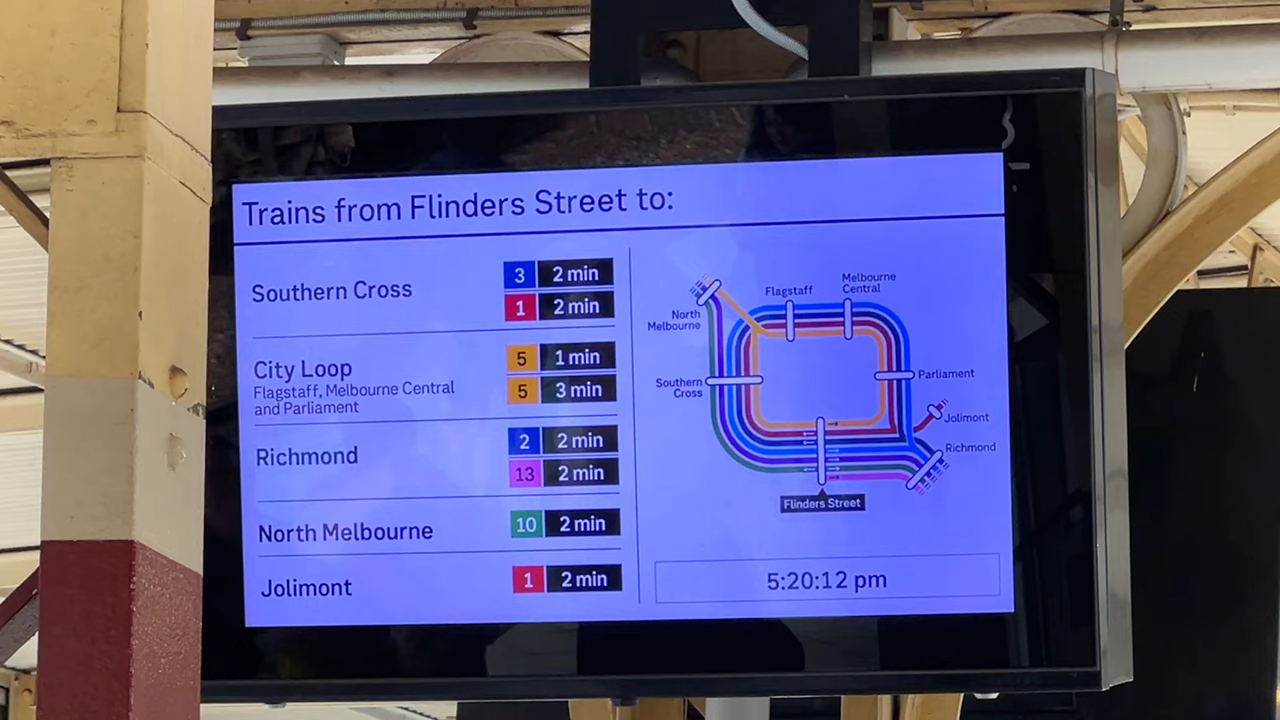 Trains from Flinders Street to:
Southern Cross
3 2 min
1 2 min
City Loop
Flagstaff, Melbourne Central
and Parliament
5 1 min
5 3 min
Richmond
2 2 min
13 2 min
North Melbourne
10 2 min
Jolimont
1 2 min
Flagstaff
Melbourne
Central
North
Melbourne
Southern
Cross
Parliament
Jolimont
Richmond
Flinders Street
5:20:12 pm